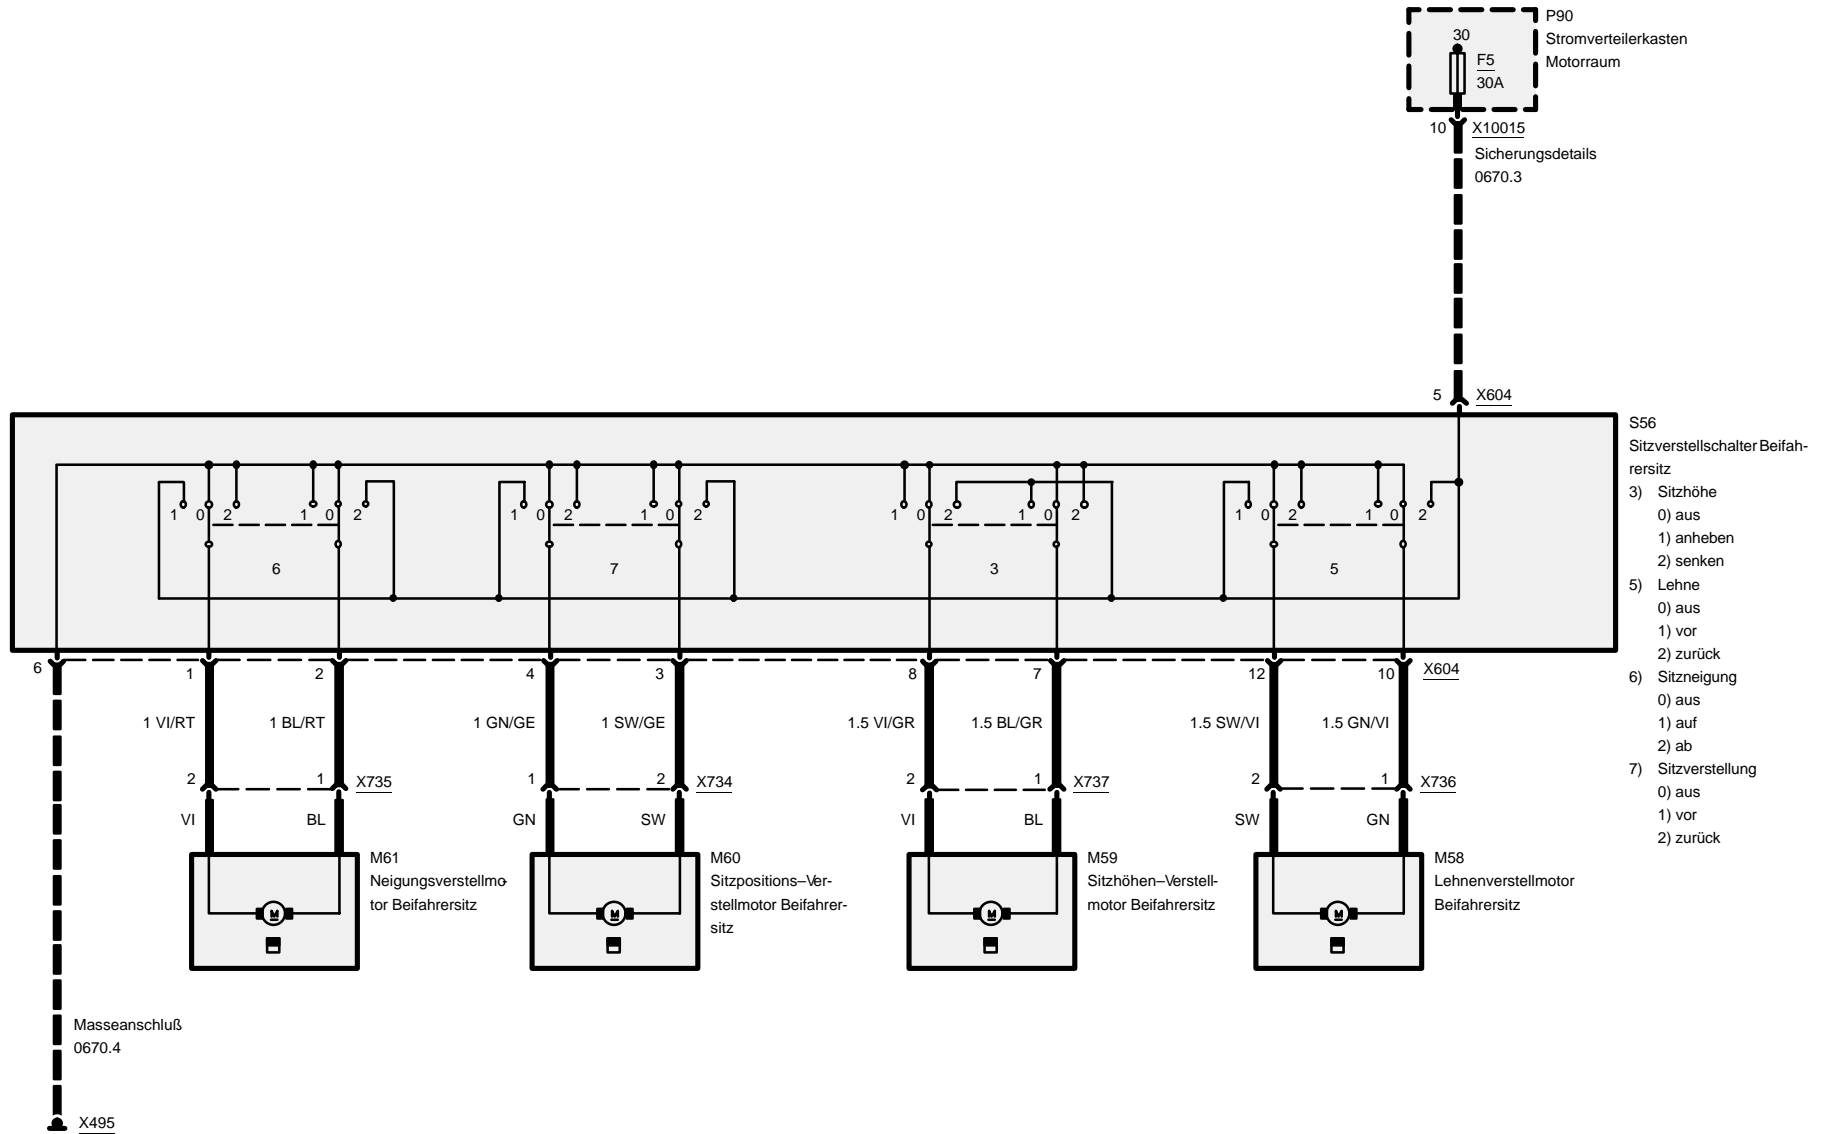 P90
Stromverteilerkasten
Motorraum
30
F5
30A
10 X10015
Sicherungsdetails
0670.3
5 X604
S56
Sitzverstellschalter Beifah-
rersitz
3) Sitzhöhe
0) aus
1) anheben
2) senken
5) Lehne
0) aus
1) vor
2) zurück
6) Sitzneigung
0) aus
1) auf
2) ab
7) Sitzverstellung
0) aus
1) vor
2) zurück
1 0 2 1 0 2 1 0 2 1 0 2 1 0 2 1 0 2 1 0 2 1 0 2
6 7 3 5
6 1 2 4 3 8 7 12 10 X604
1 VI/RT 1 BL/RT 1 GN/GE 1 SW/GE 1.5 VI/GR 1.5 BL/GR 1.5 SW/VI 1.5 GN/VI
2 1 X735 1 2 X734 2 1 X737 2 1 X736
VI BL GN SW VI BL SW GN
M61
Neigungsverstellmo-
tor Beifahrersitz
M60
Sitzpositions–Ver-
stellmotor Beifahrer-
sitz
M59
Sitzhöhen–Verstell-
motor Beifahrersitz
M58
Lehnenverstellmotor
Beifahrersitz
M M M M
Masseanschluß
0670.4
X495